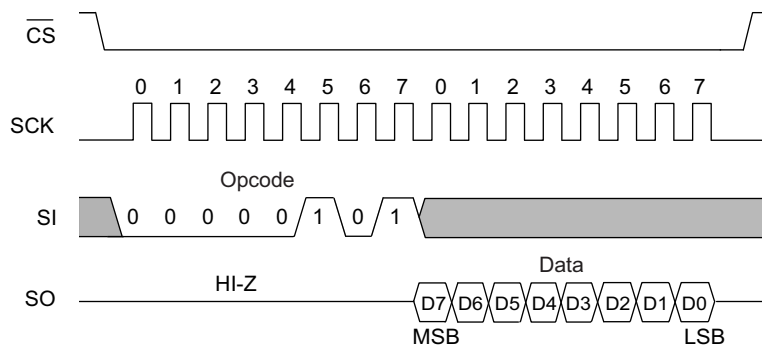 CS
0 1 2 3 4 5 6 7 0 1 2 3 4 5 6 7
SCK
Opcode
SI 0 0 0 0 0 1 0 1
HI-Z Data
SO D7 D6 D5 D4 D3 D2 D1 D0
MSB LSB